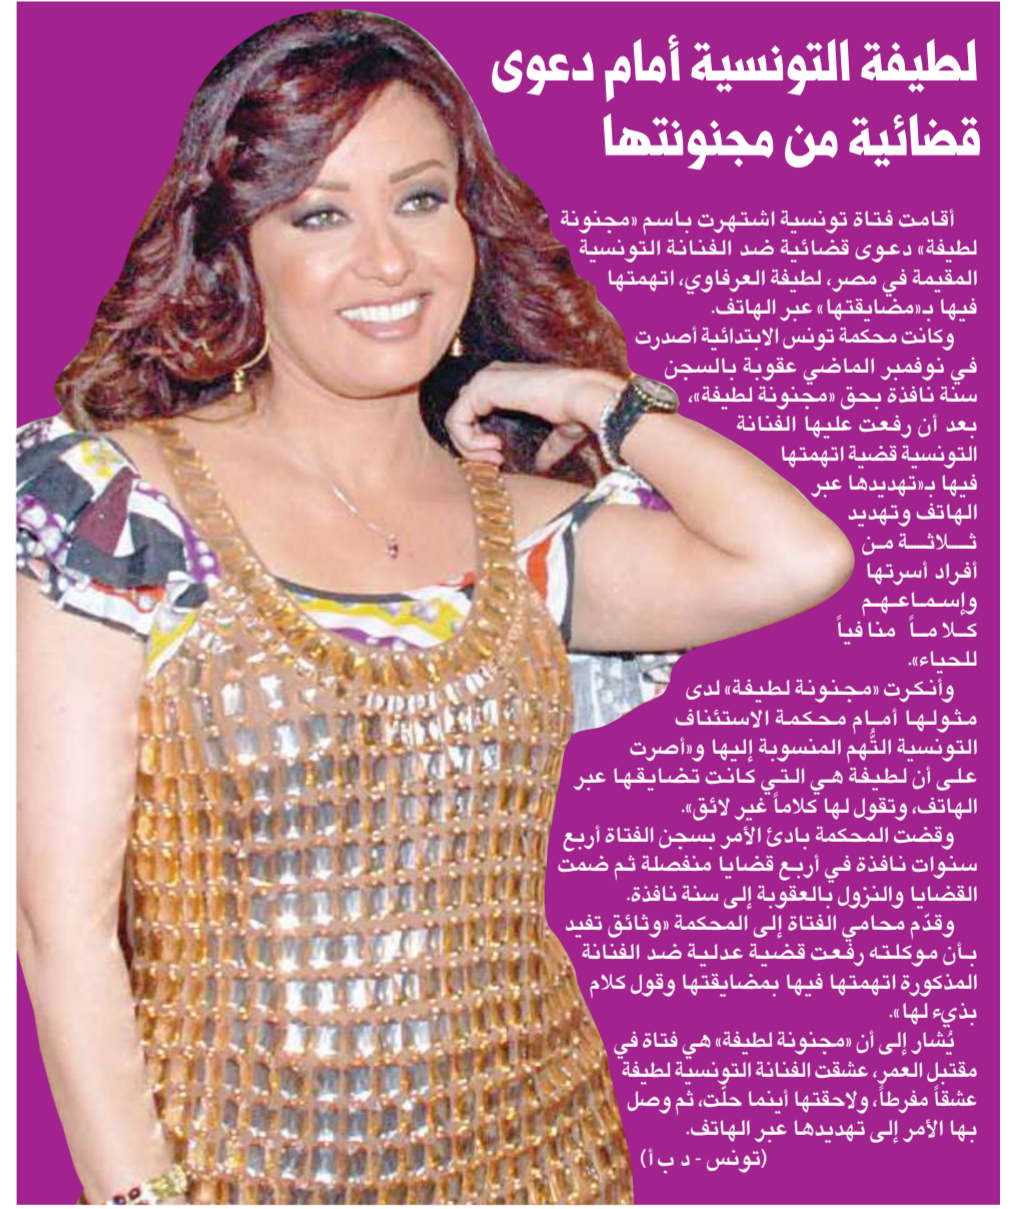 لطيفة التونسية أمام دعوى
قضائية من مجنونتها
أقامت فتاة تونسية اشتهرت باسم «مجنونة
لطيفة» دعوى قضائية ضد الفنانة التونسية
المقيمة في مصر، لطيفة العرفاوي، اتهمتها
فيها بـ«مضايقتها» عبر الهاتف.
وكانت محكمة تونس الابتدائية أصدرت
في نوفمبر الماضي عقوبة بالسجن
سنة نافذة بحق «مجنونة لطيفة»،
بعد أن رفعت عليها الفنانة
التونسية قضية اتهمتها
فيها بـ«تهديدها عبر
الهاتف وتهديد
ثـــلاثـــة مـن
أفراد أسرتها
وإسـمـاعـهـم
كـلامـاً منافياً
للحياء».
وأنكرت «مجنونة لطيفة» لدى
مثولها أمـام محكمة الاستئناف
التونسية التُّهم المنسوبة إليها و«أصرت
على أن لطيفة هي التي كانت تضايقها عبر
الهاتف، وتقول لها كلاماً غير لائق».
وقضت المحكمة بادئ الأمر بسجن الفتاة أربع
سنوات نافذة في أربع قضايا منفصلة ثم ضمت
القضايا والنزول بالعقوبة إلى سنة نافذة.
وقدّم محامي الفتاة إلى المحكمة «وثائق تفيد
بأن موكلته رفعت قضية عدلية ضد الفنانة
المذكورة اتهمتها فيها بمضايقتها وقول كلام
بذيء لها».
يُشار إلى أن «مجنونة لطيفة» هي فتاة في
مقتبل العمر، عشقت الفنانة التونسية لطيفة
عشقاً مفرطاً، ولاحقتها أينما حلّت، ثم وصل
بها الأمر إلى تهديدها عبر الهاتف.
(تونس - د ب أ)